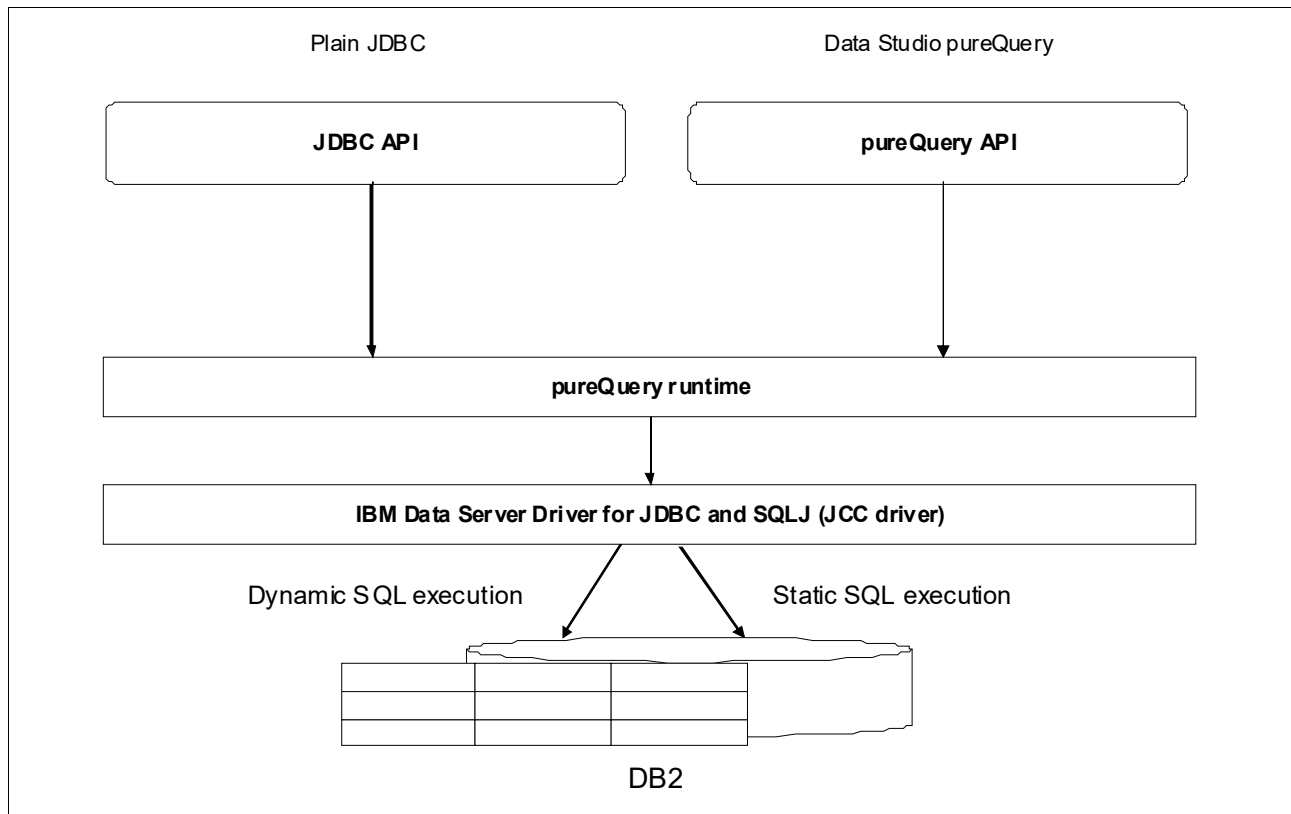 Plain JDBC
Data Studio pureQuery
JDBC API
pureQuery API
pureQuery runtime
IBM Data Server Driver for JDBC and SQLJ (JCC driver)
Dynamic SQL execution
Static SQL execution
DB2